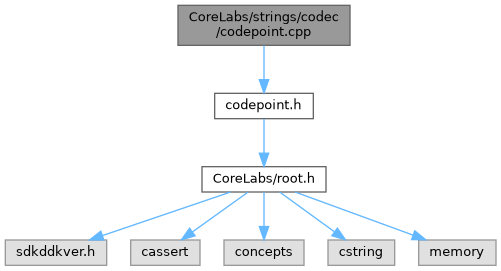 CoreLabs/strings/codec
/codepoint.cpp
codepoint.h
CoreLabs/root.h
sdkddkver.h
cassert
concepts
cstring
memory